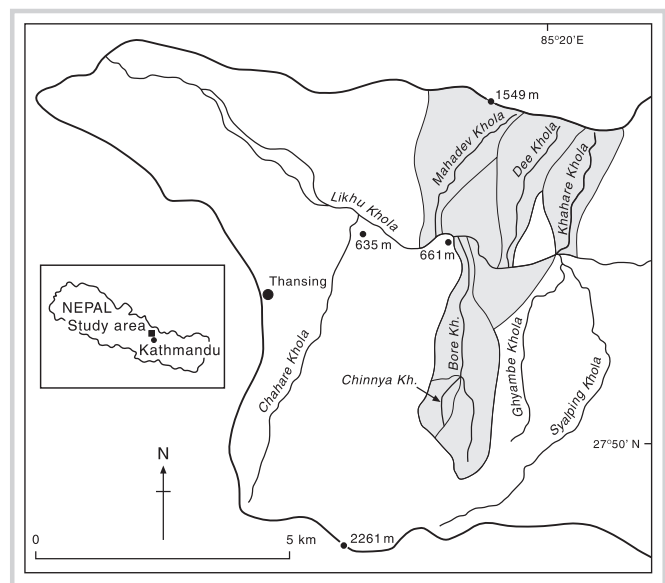 85°20'E
1549 m
Mahadev Khola
Dee Khola
Khahare Khola
Likhu Khola
635 m
661 m
Thansing
NEPAL
Study area
Kathmandu
Chahare Khola
Bore Kh.
Chinnya Kh.
Ghyambe Khola
Syalping Khola
27°50' N
N
0
5 km
2261 m